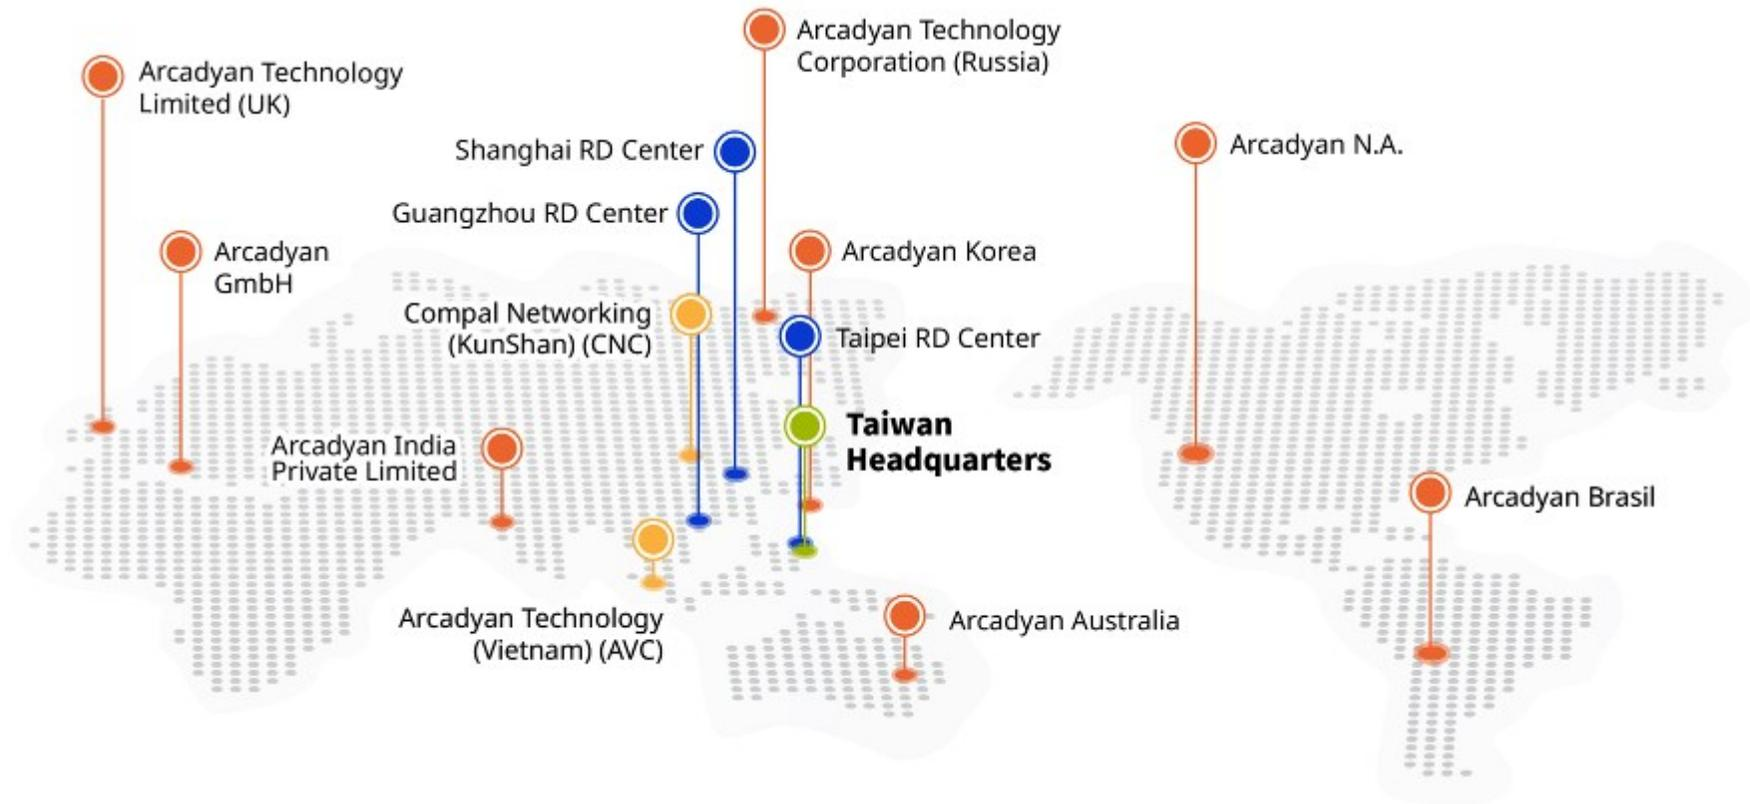 Arcadyan Technology
Corporation (Russia)
Arcadyan Technology
Limited (UK)
Shanghai RD Center
Arcadyan N.A.
Guangzhou RD Center
Arcadyan
GmbH
Arcadyan Korea
Compal Networking
(KunShan) (CNC)
Taipei RD Center
Taiwan
Headquarters
Arcadyan India
Private Limited
Arcadyan Brasil
Arcadyan Technology
(Vietnam) (AVC)
Arcadyan Australia